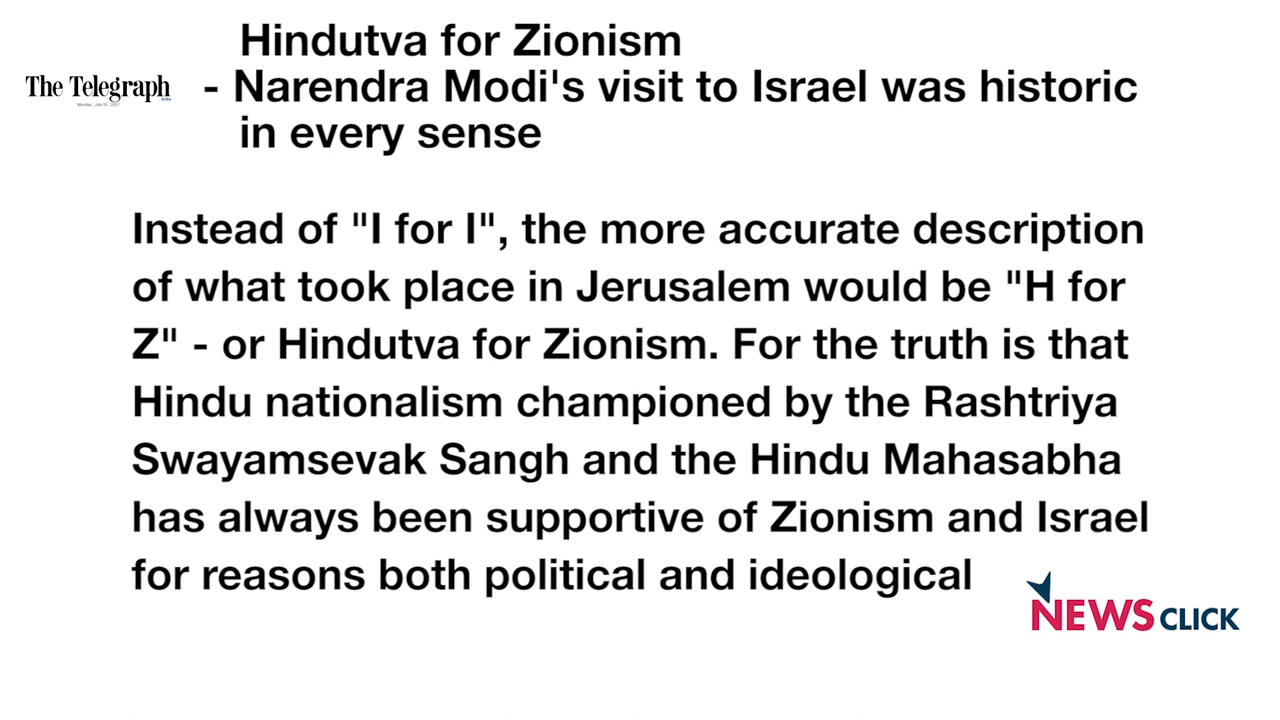 Hindutva for Zionism
The Telegraph
India
- Narendra Modi's visit to Israel was historic
in every sense
Instead of "I for I", the more accurate description
of what took place in Jerusalem would be "H for
Z" - or Hindutva for Zionism. For the truth is that
Hindu nationalism championed by the Rashtriya
Swayamsevak Sangh and the Hindu Mahasabha
has always been supportive of Zionism and Israel
for reasons both political and ideological
NEWSCLICK